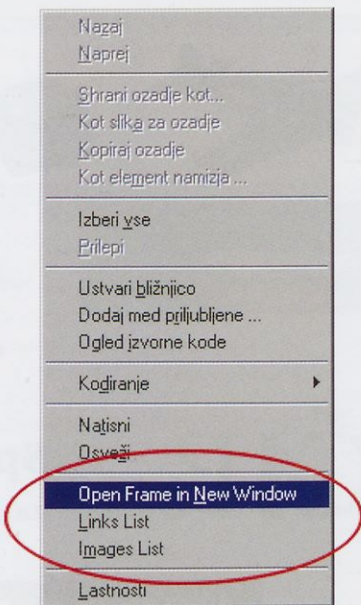 Nazaj
Naprej
Shrani ozadje kot...
Kot slika za ozadje
Kopiraj ozadje
Kot element namizja ...
Izberi vse
Prilepi
Ustvari bližnjico
Dodaj med priljubljene ...
Ogled izvorne kode
Kodiranje
Natisni
Osveži
Open Frame in New Window
Links List
Images List
Lastnosti